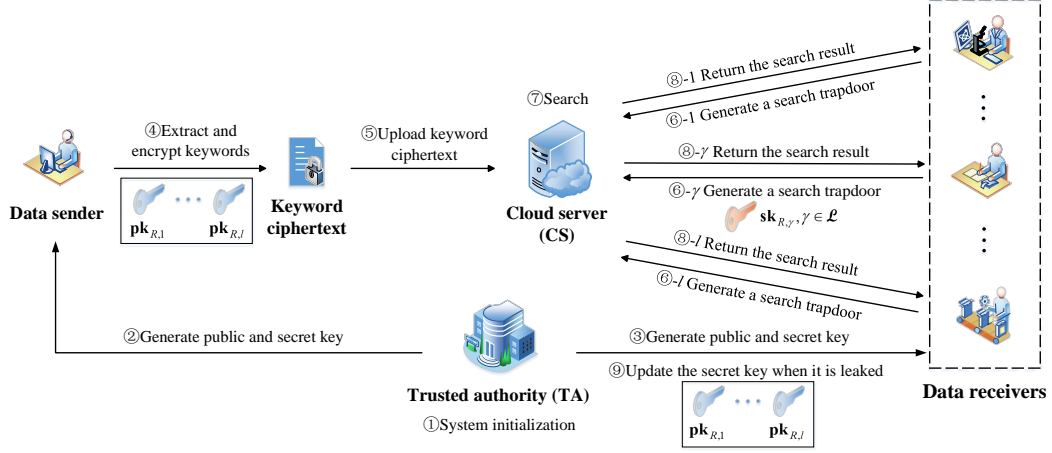 ⑧-1 Return the search result
⑥-1 Generate a search trapdoor
⑦Search
④Extract and
encrypt keywords
⑤Upload keyword
ciphertext
⑧-γ Return the search result
⑥-γ Generate a search trapdoor
Data sender
pk_{R,1}
pk_{R,l}
Keyword
ciphertext
Cloud server
(CS)
sk_{R,γ}, γ ∈ 𝓛
⑧-l Return the search result
⑥-l Generate a search trapdoor
②Generate public and secret key
③Generate public and secret key
⑨Update the secret key when it is leaked
Trusted authority (TA)
①System initialization
pk_{R,1}
pk_{R,l}
Data receivers